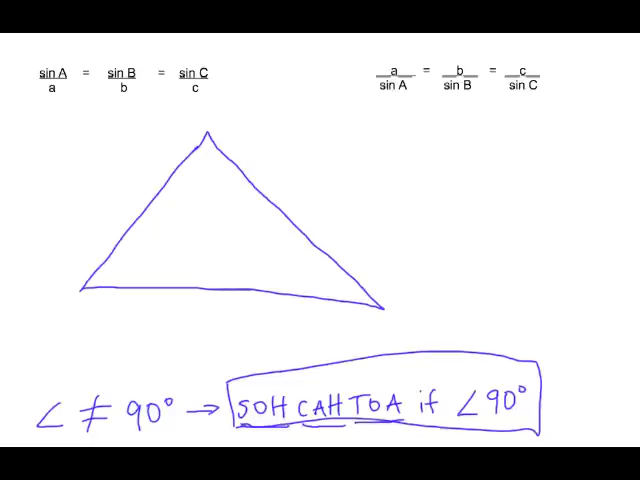 sin A = sin B = sin C
a b c
a = b = c
sin A sin B sin C
∠ ≠ 90° → SOH CAH TOA if ∠ 90°